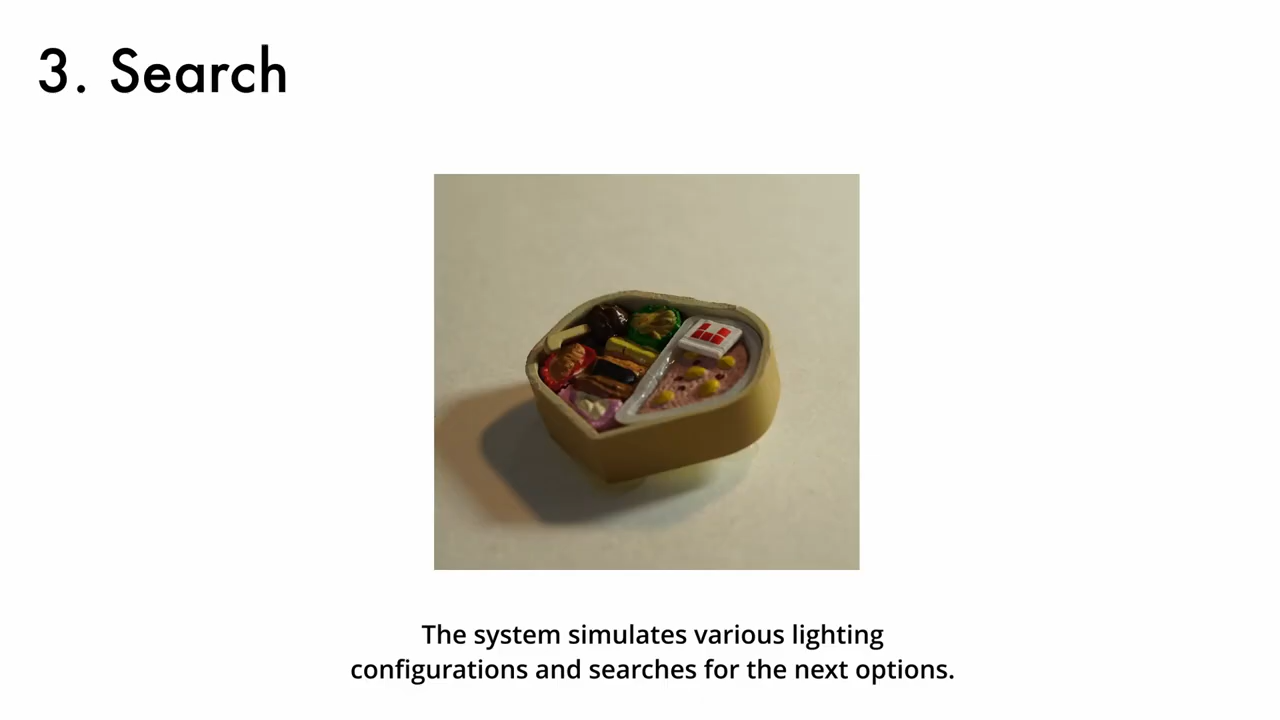 3. Search
The system simulates various lighting
configurations and searches for the next options.